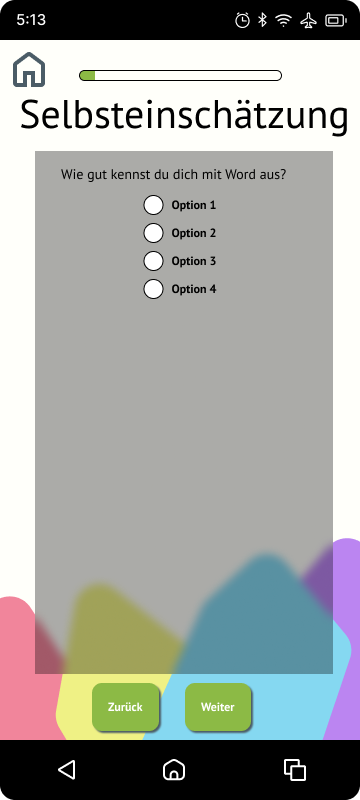 5:13
Selbsteinschätzung
Wie gut kennst du dich mit Word aus?
Option 1
Option 2
Option 3
Option 4
Zurück
Weiter